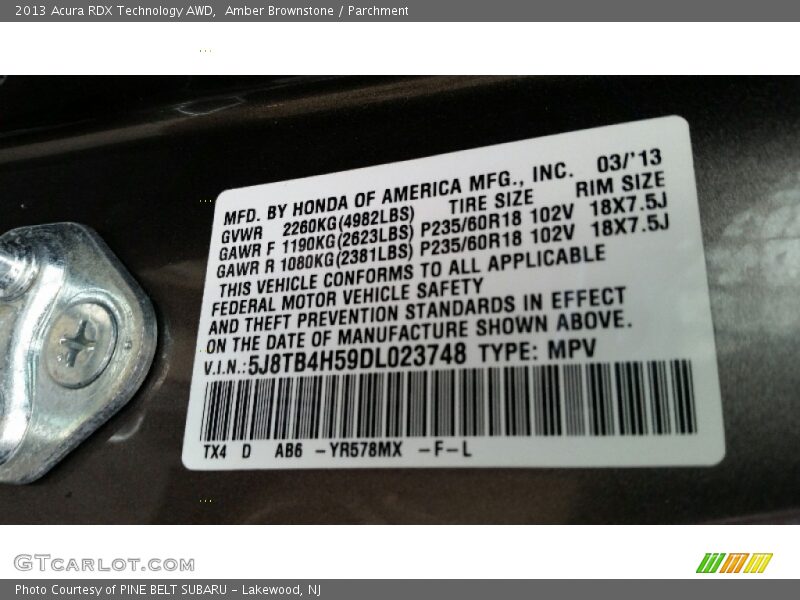 2013 Acura RDX Technology AWD, Amber Brownstone / Parchment
MFD. BY HONDA OF AMERICA MFG., INC. 03/'13
GVWR 2260KG(4982LBS) TIRE SIZE RIM SIZE
GAWR F 1190KG(2623LBS) P235/60R18 102V 18X7.5J
GAWR R 1080KG(2381LBS) P235/60R18 102V 18X7.5J
THIS VEHICLE CONFORMS TO ALL APPLICABLE
FEDERAL MOTOR VEHICLE SAFETY
AND THEFT PREVENTION STANDARDS IN EFFECT
ON THE DATE OF MANUFACTURE SHOWN ABOVE.
V.I.N.:5J8TB4H59DL023748 TYPE: MPV
TX4 D AB6 -YR578MX -F-L
GTcarlot.com
Photo Courtesy of PINE BELT SUBARU - Lakewood, NJ